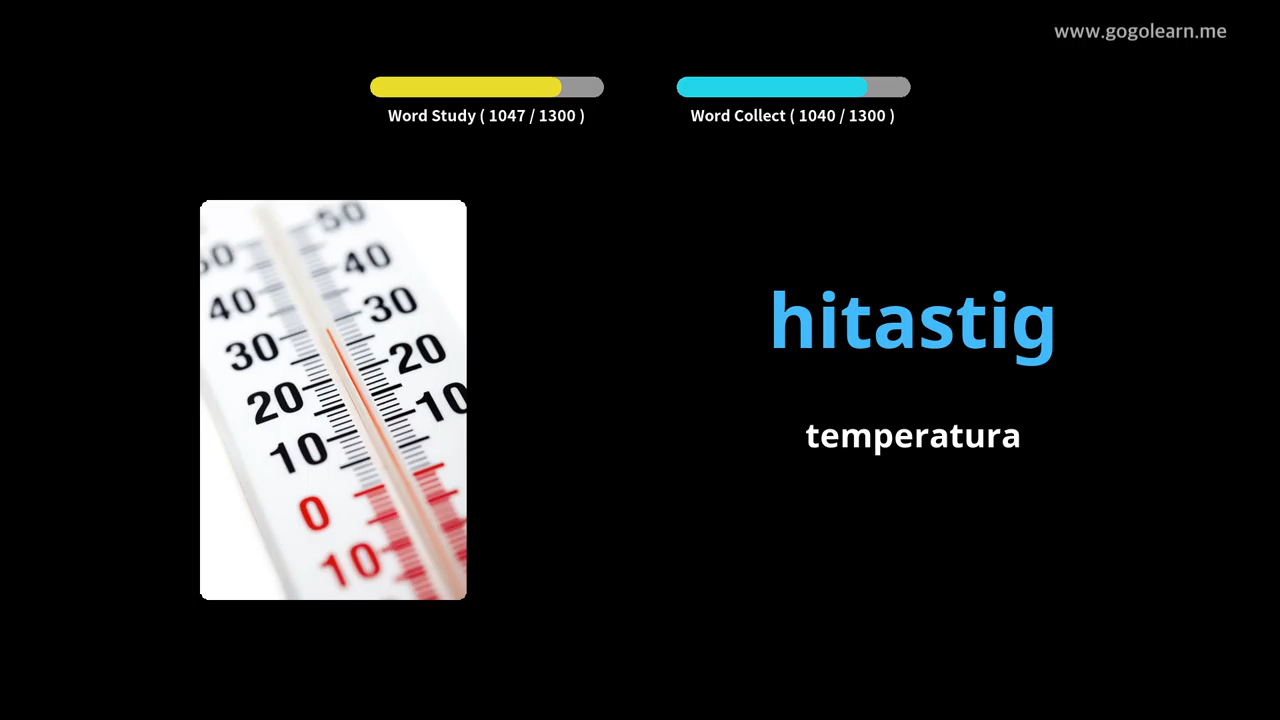 www.gogolearn.me
Word Study ( 1047 / 1300 )
Word Collect ( 1040 / 1300 )
50
50
40
40
30
30
20
20
10
10
0
10
hitastig
temperatura